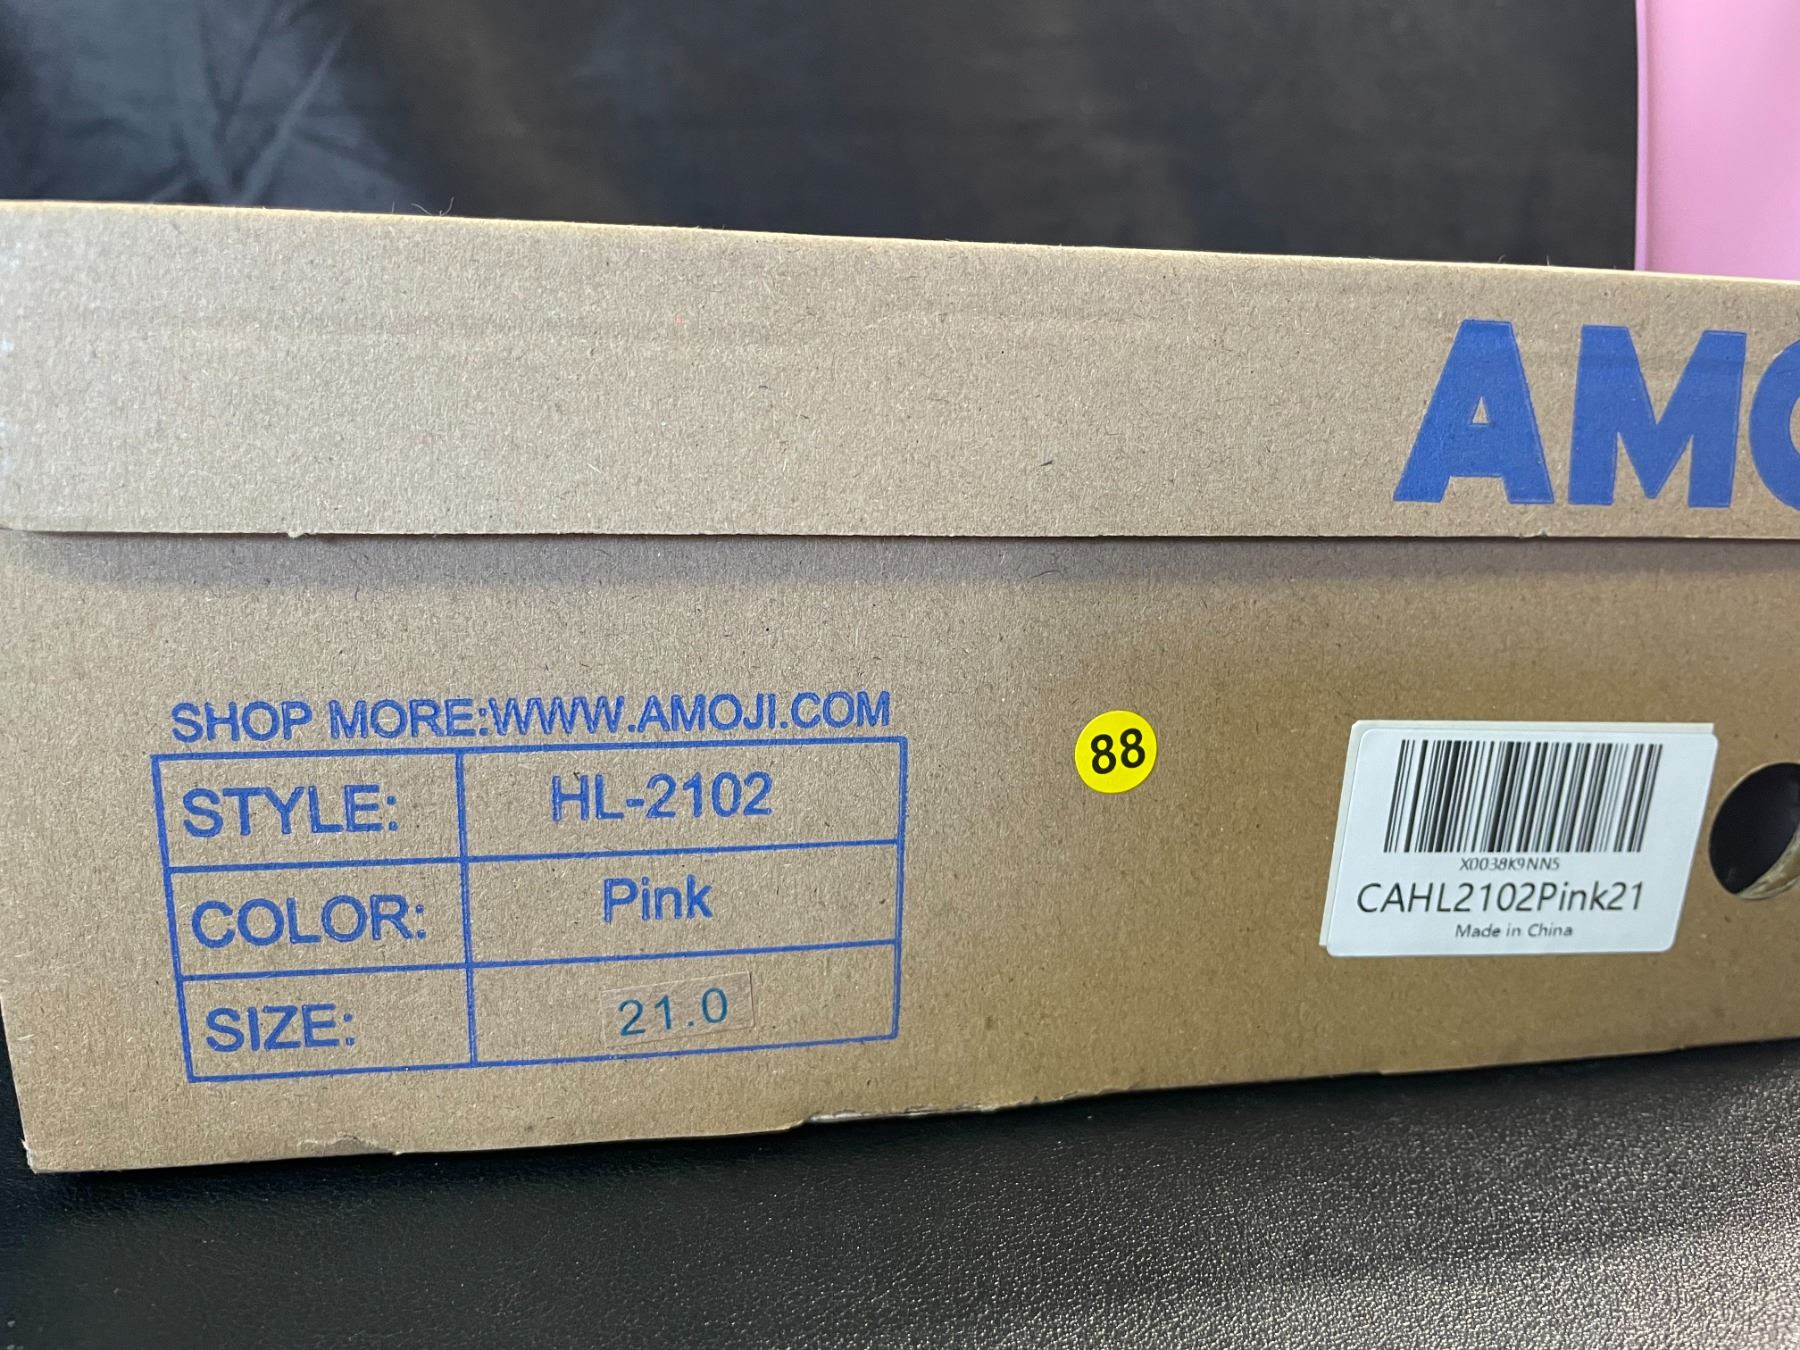 AMO
SHOP MORE:WWW.AMOJI.COM
STYLE: HL-2102
COLOR: Pink
SIZE: 21.0
88
X0038K9NN5
CAHL2102Pink21
Made in China